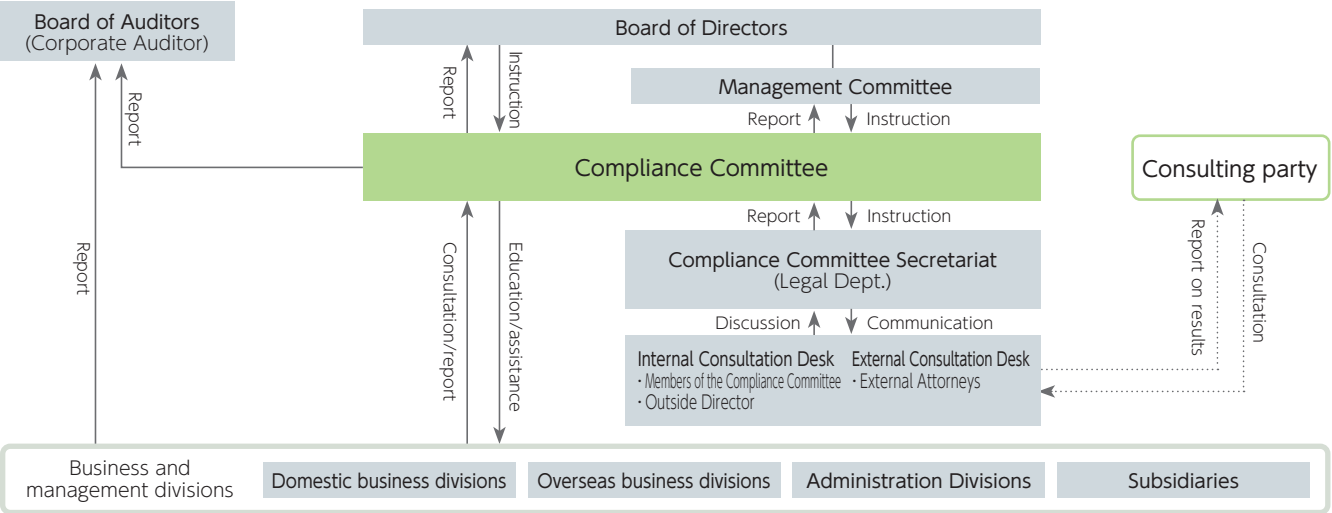 Board of Auditors
(Corporate Auditor)
Board of Directors
Report
Report
Report
Instruction
Management Committee
Report
Instruction
Compliance Committee
Consulting party
Report
Instruction
Consultation/report
Education/assistance
Compliance Committee Secretariat
(Legal Dept.)
Report on results
Consultation
Discussion
Communication
Internal Consultation Desk
・Members of the Compliance Committee
・Outside Director
External Consultation Desk
・External Attorneys
Business and
management divisions
Domestic business divisions
Overseas business divisions
Administration Divisions
Subsidiaries